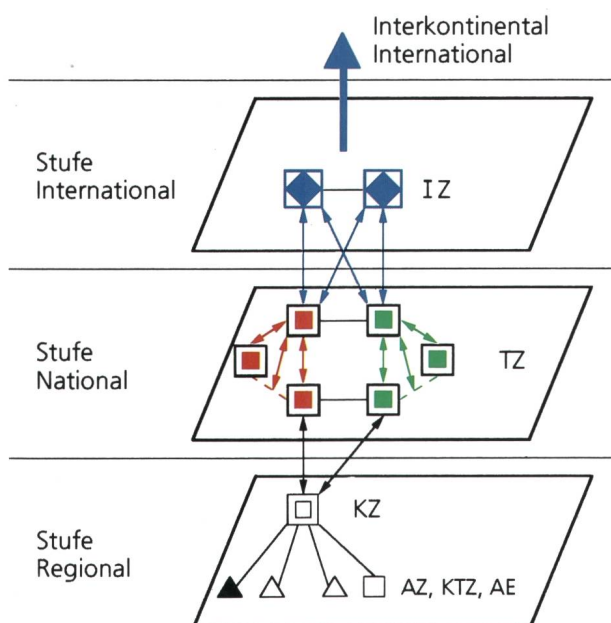 Interkontinental
International
Stufe
International
IZ
Stufe
National
TZ
KZ
Stufe
Regional
AZ, KTZ, AE